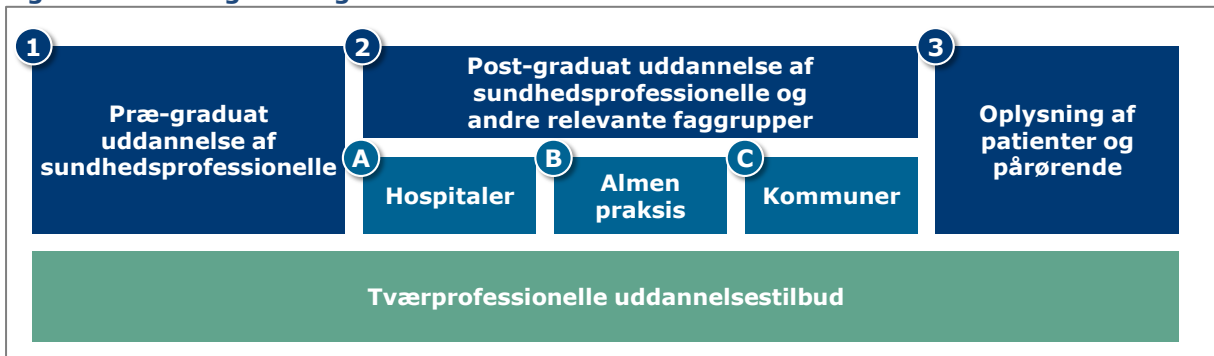 1
Præ-graduat
uddannelse af
sundhedsprofessionelle
2
Post-graduat uddannelse af
sundhedsprofessionelle og
andre relevante faggrupper
A
Hospitaler
B
Almen
praksis
C
Kommuner
3
Oplysning af
patienter og
pårørende
Tværprofessionelle uddannelsestilbud